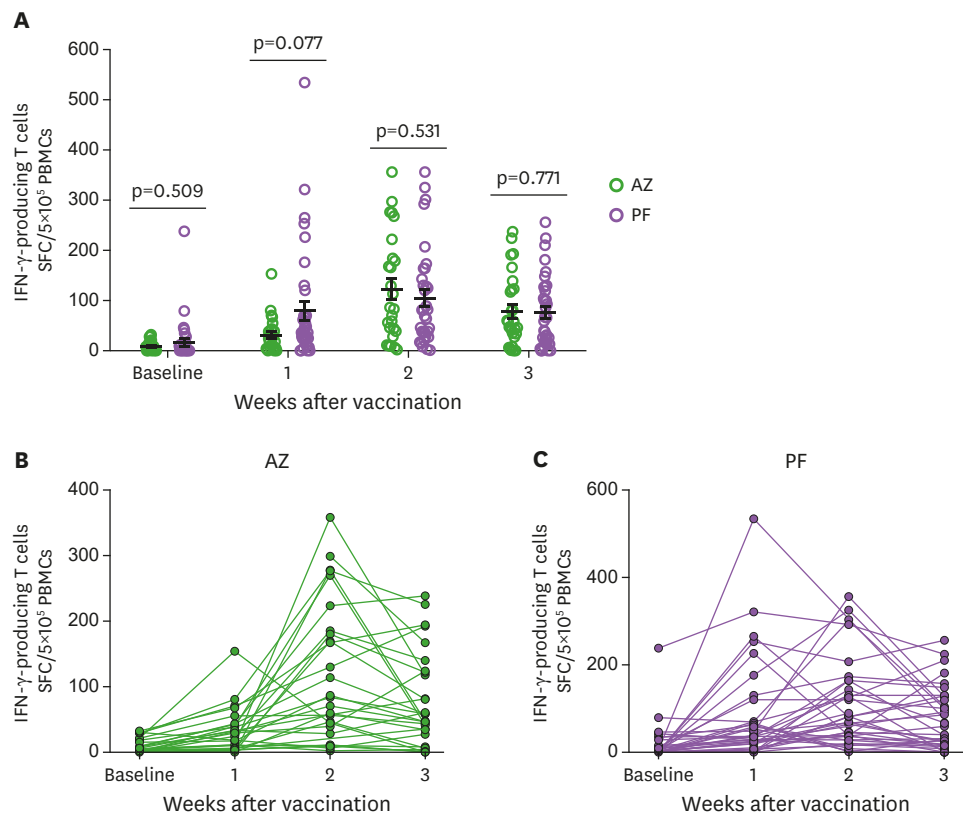 A
IFN-γ-producing T cells
SFC/5×10⁵ PBMCs
600
500
400
300
200
100
0
p=0.509
p=0.077
p=0.531
p=0.771
AZ
PF
Baseline
1
2
3
Weeks after vaccination
B
AZ
IFN-γ-producing T cells
SFC/5×10⁵ PBMCs
400
300
200
100
0
Baseline
1
2
3
Weeks after vaccination
C
PF
IFN-γ-producing T cells
SFC/5×10⁵ PBMCs
600
400
200
0
Baseline
1
2
3
Weeks after vaccination